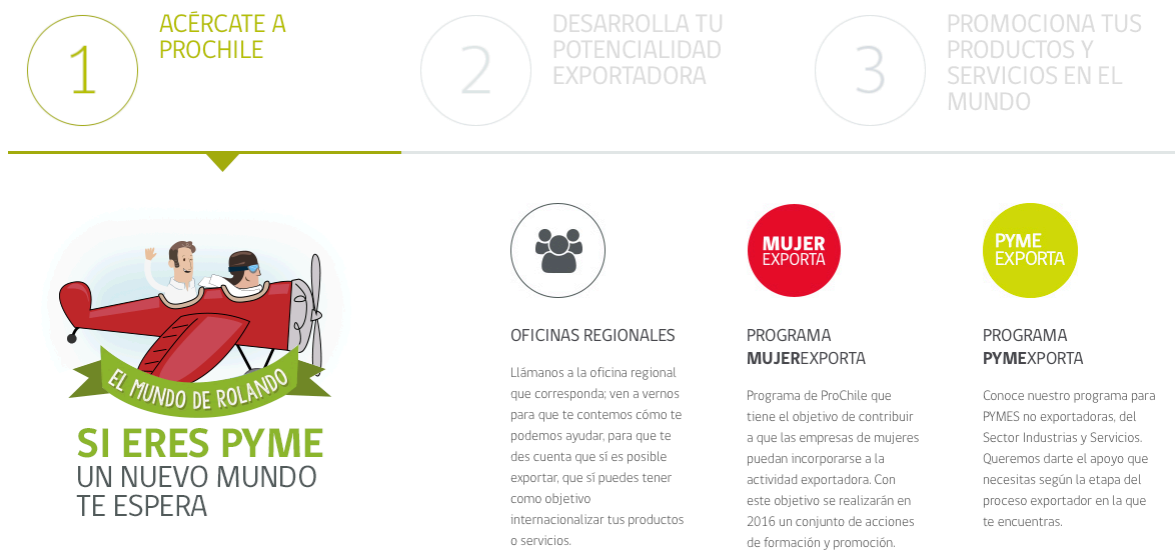 1
ACÉRCATE A
PROCHILE
2
DESARROLLA TU
POTENCIALIDAD
EXPORTADORA
3
PROMOCIONA TUS
PRODUCTOS Y
SERVICIOS EN EL
MUNDO
EL MUNDO DE ROLANDO
SI ERES PYME
UN NUEVO MUNDO
TE ESPERA
OFICINAS REGIONALES
Llámanos a la oficina regional
que corresponda; ven a vernos
para que te contemos cómo te
podemos ayudar, para que te
des cuenta que sí es posible
exportar, que sí puedes tener
como objetivo
internacionalizar tus productos
o servicios.
MUJER
EXPORTA
PROGRAMA
MUJEREXPORTA
Programa de ProChile que
tiene el objetivo de contribuir
a que las empresas de mujeres
puedan incorporarse a la
actividad exportadora. Con
este objetivo se realizarán en
2016 un conjunto de acciones
de formación y promoción.
PYME
EXPORTA
PROGRAMA
PYMEXPORTA
Conoce nuestro programa para
PYMES no exportadoras, del
Sector Industrias y Servicios.
Queremos darte el apoyo que
necesitas según la etapa del
proceso exportador en la que
te encuentras.